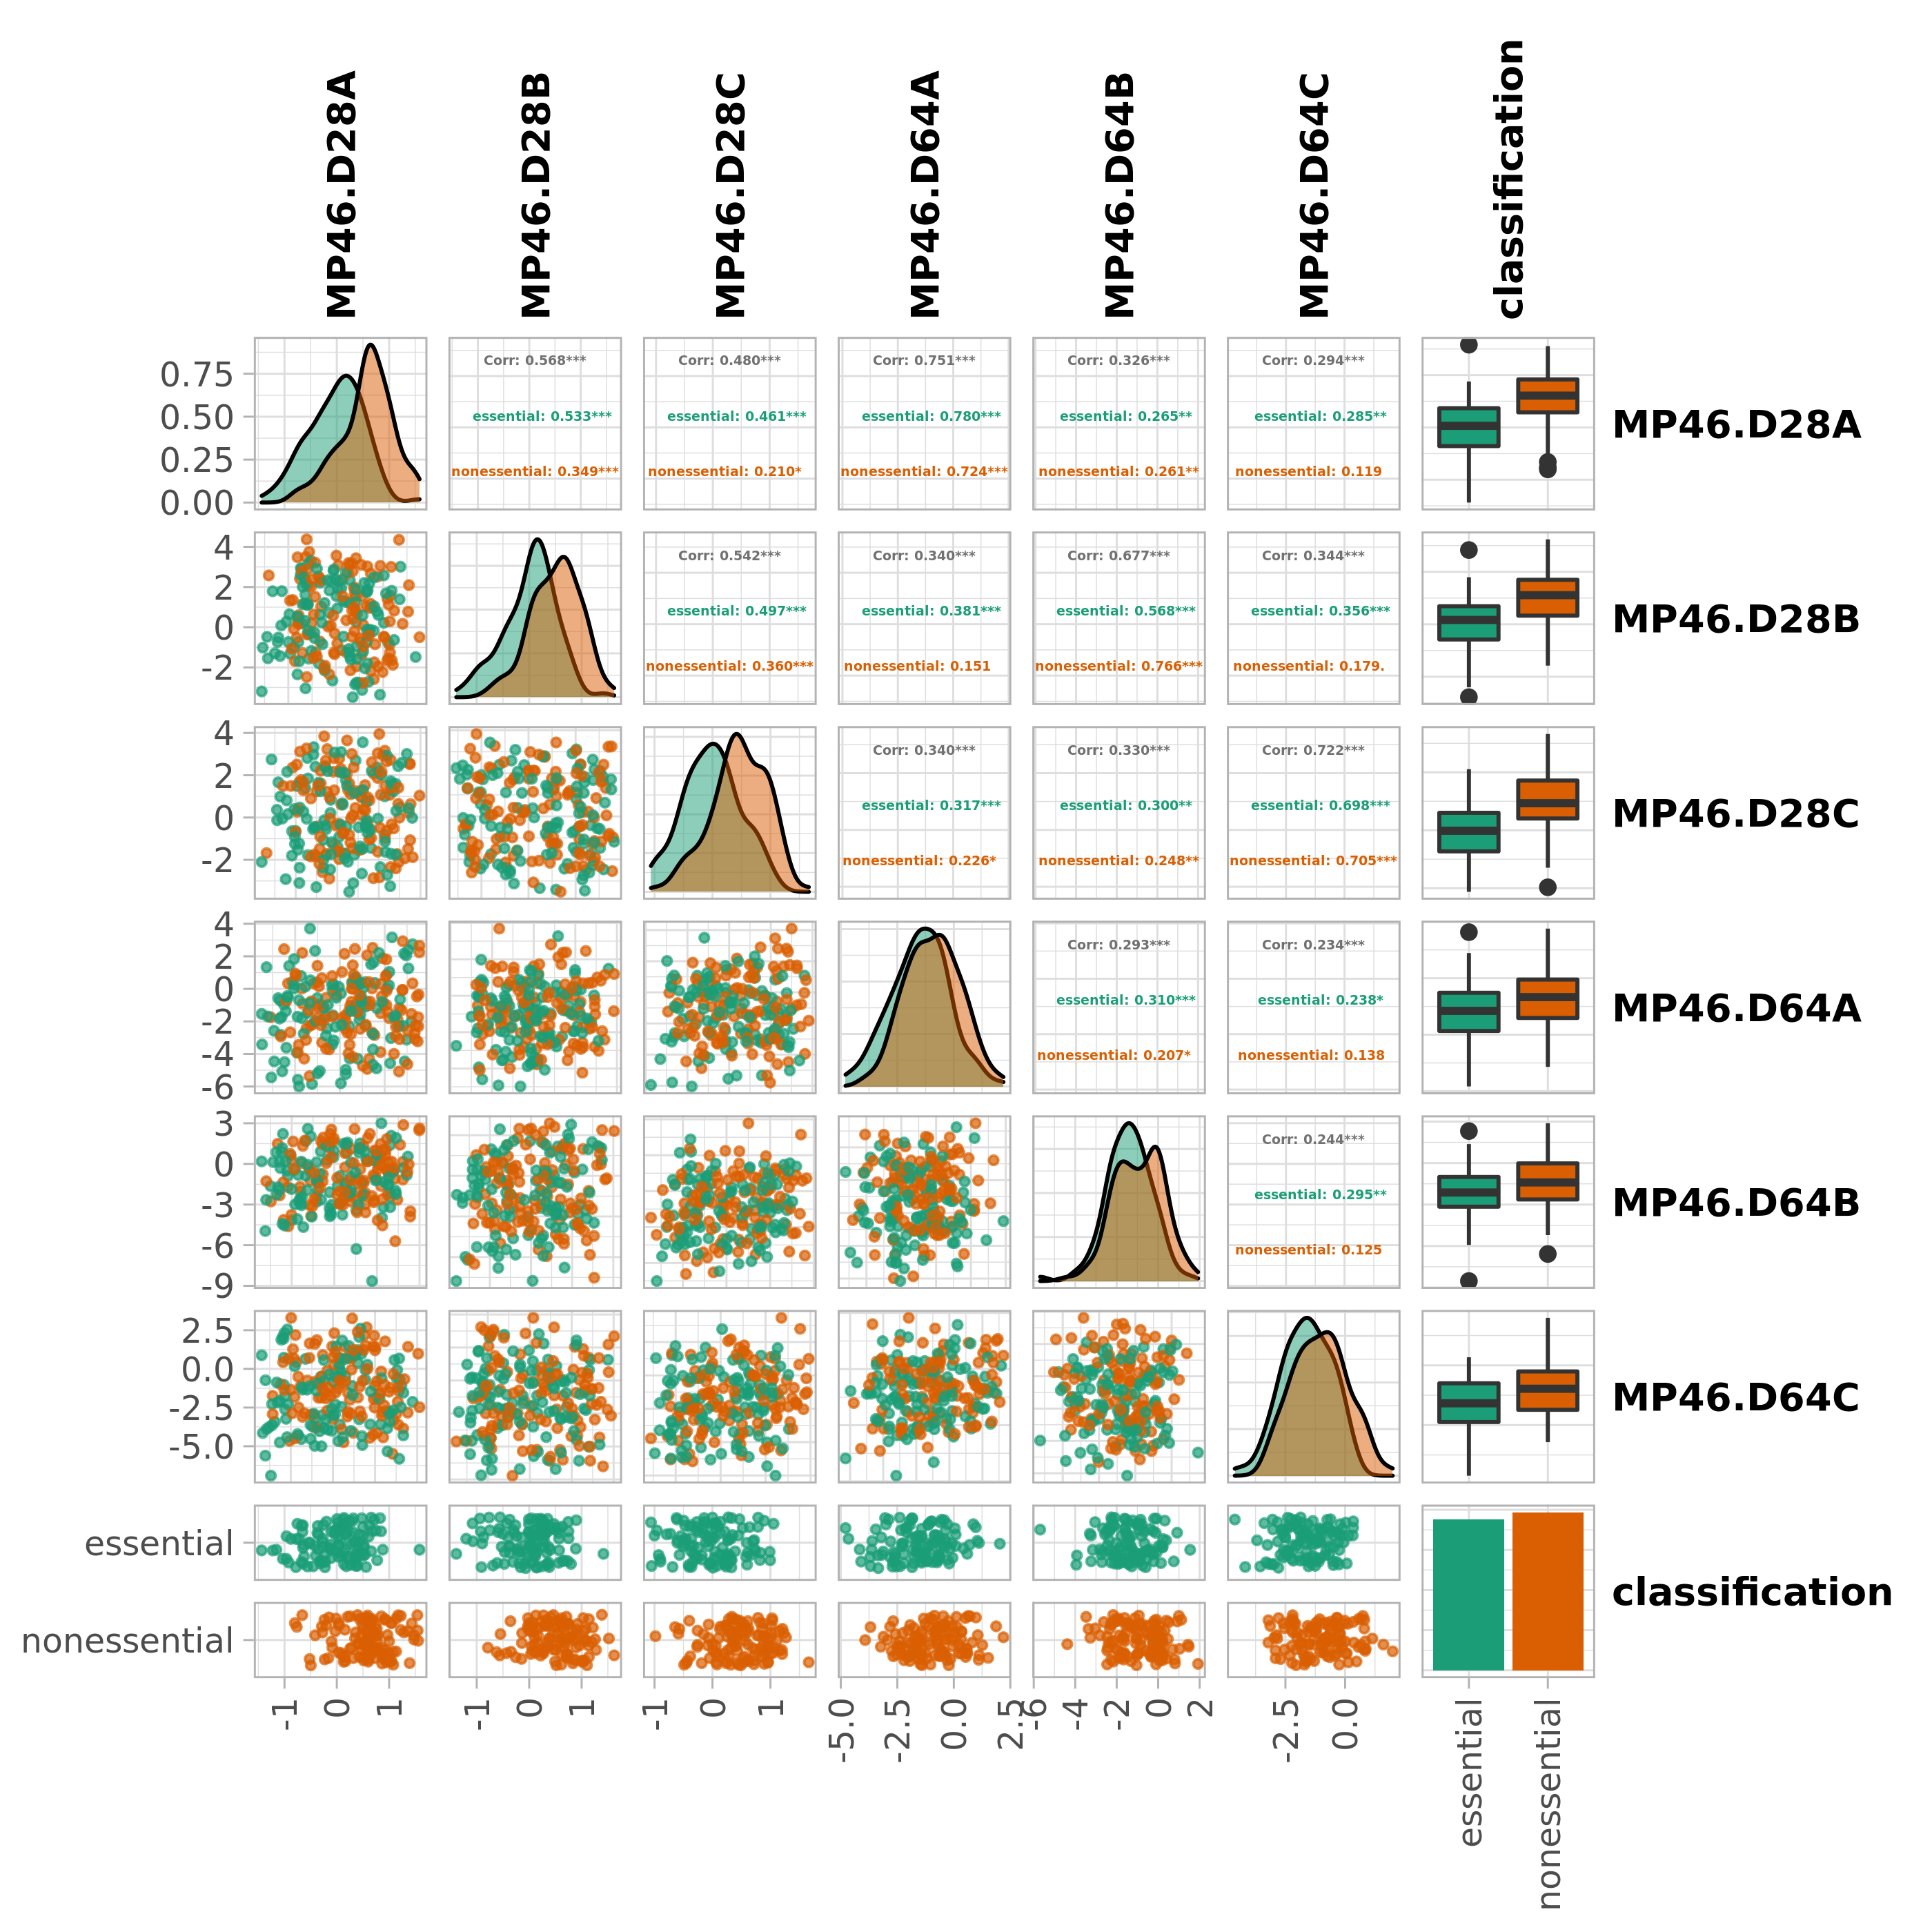 MP46.D28A
MP46.D28B
MP46.D28C
MP46.D64A
MP46.D64B
MP46.D64C
classification
0.75
0.50
0.25
0.00
Corr: 0.568***
essential: 0.533***
nonessential: 0.349***
Corr: 0.480***
essential: 0.461***
nonessential: 0.210*
Corr: 0.751***
essential: 0.780***
nonessential: 0.724***
Corr: 0.326***
essential: 0.265**
nonessential: 0.261**
Corr: 0.294***
essential: 0.285**
nonessential: 0.119
MP46.D28A
4
2
0
-2
Corr: 0.542***
essential: 0.497***
nonessential: 0.360***
Corr: 0.340***
essential: 0.381***
nonessential: 0.151
Corr: 0.677***
essential: 0.568***
nonessential: 0.766***
Corr: 0.344***
essential: 0.356***
nonessential: 0.179.
MP46.D28B
4
2
0
-2
Corr: 0.340***
essential: 0.317***
nonessential: 0.226*
Corr: 0.330***
essential: 0.300**
nonessential: 0.248**
Corr: 0.722***
essential: 0.698***
nonessential: 0.705***
MP46.D28C
4
2
0
-2
-4
-6
Corr: 0.293***
essential: 0.310***
nonessential: 0.207*
Corr: 0.234***
essential: 0.238*
nonessential: 0.138
MP46.D64A
3
0
-3
-6
-9
Corr: 0.244***
essential: 0.295**
nonessential: 0.125
MP46.D64B
2.5
0.0
-2.5
-5.0
MP46.D64C
essential
nonessential
classification
-1
0
1
-1
0
1
-1
0
1
-5.0
-2.5
0.0
2.5
-6
-4
-2
0
2
-2.5
0.0
essential
nonessential